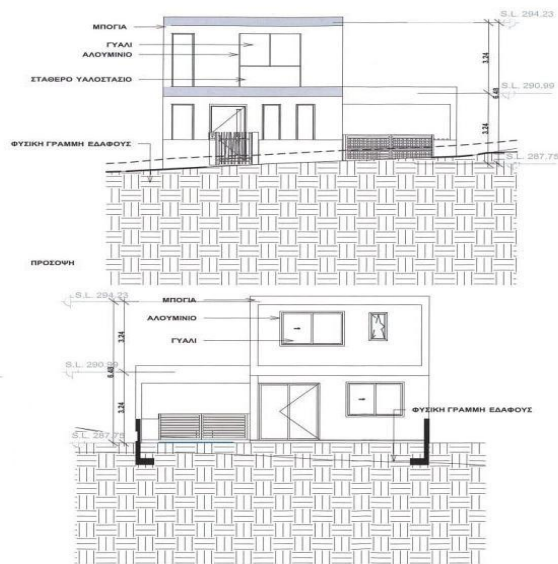 S.L. 294.23
ΜΠΟΓΙΑ
ΓΥΑΛΙ
ΑΛΟΥΜΙΝΙΟ
ΣΤΑΘΕΡΟ ΥΑΛΟΣΤΑΣΙΟ
3.24
S.L. 290.99
6.48
3.24
ΦΥΣΙΚΗ ΓΡΑΜΜΗ ΕΔΑΦΟΥΣ
S.L. 287.75
ΠΡΟΣΟΨΗ
S.L. 294.23
ΜΠΟΓΙΑ
ΑΛΟΥΜΙΝΙΟ
ΓΥΑΛΙ
3.24
S.L. 290.99
6.48
3.24
ΦΥΣΙΚΗ ΓΡΑΜΜΗ ΕΔΑΦΟΥΣ
S.L. 287.75